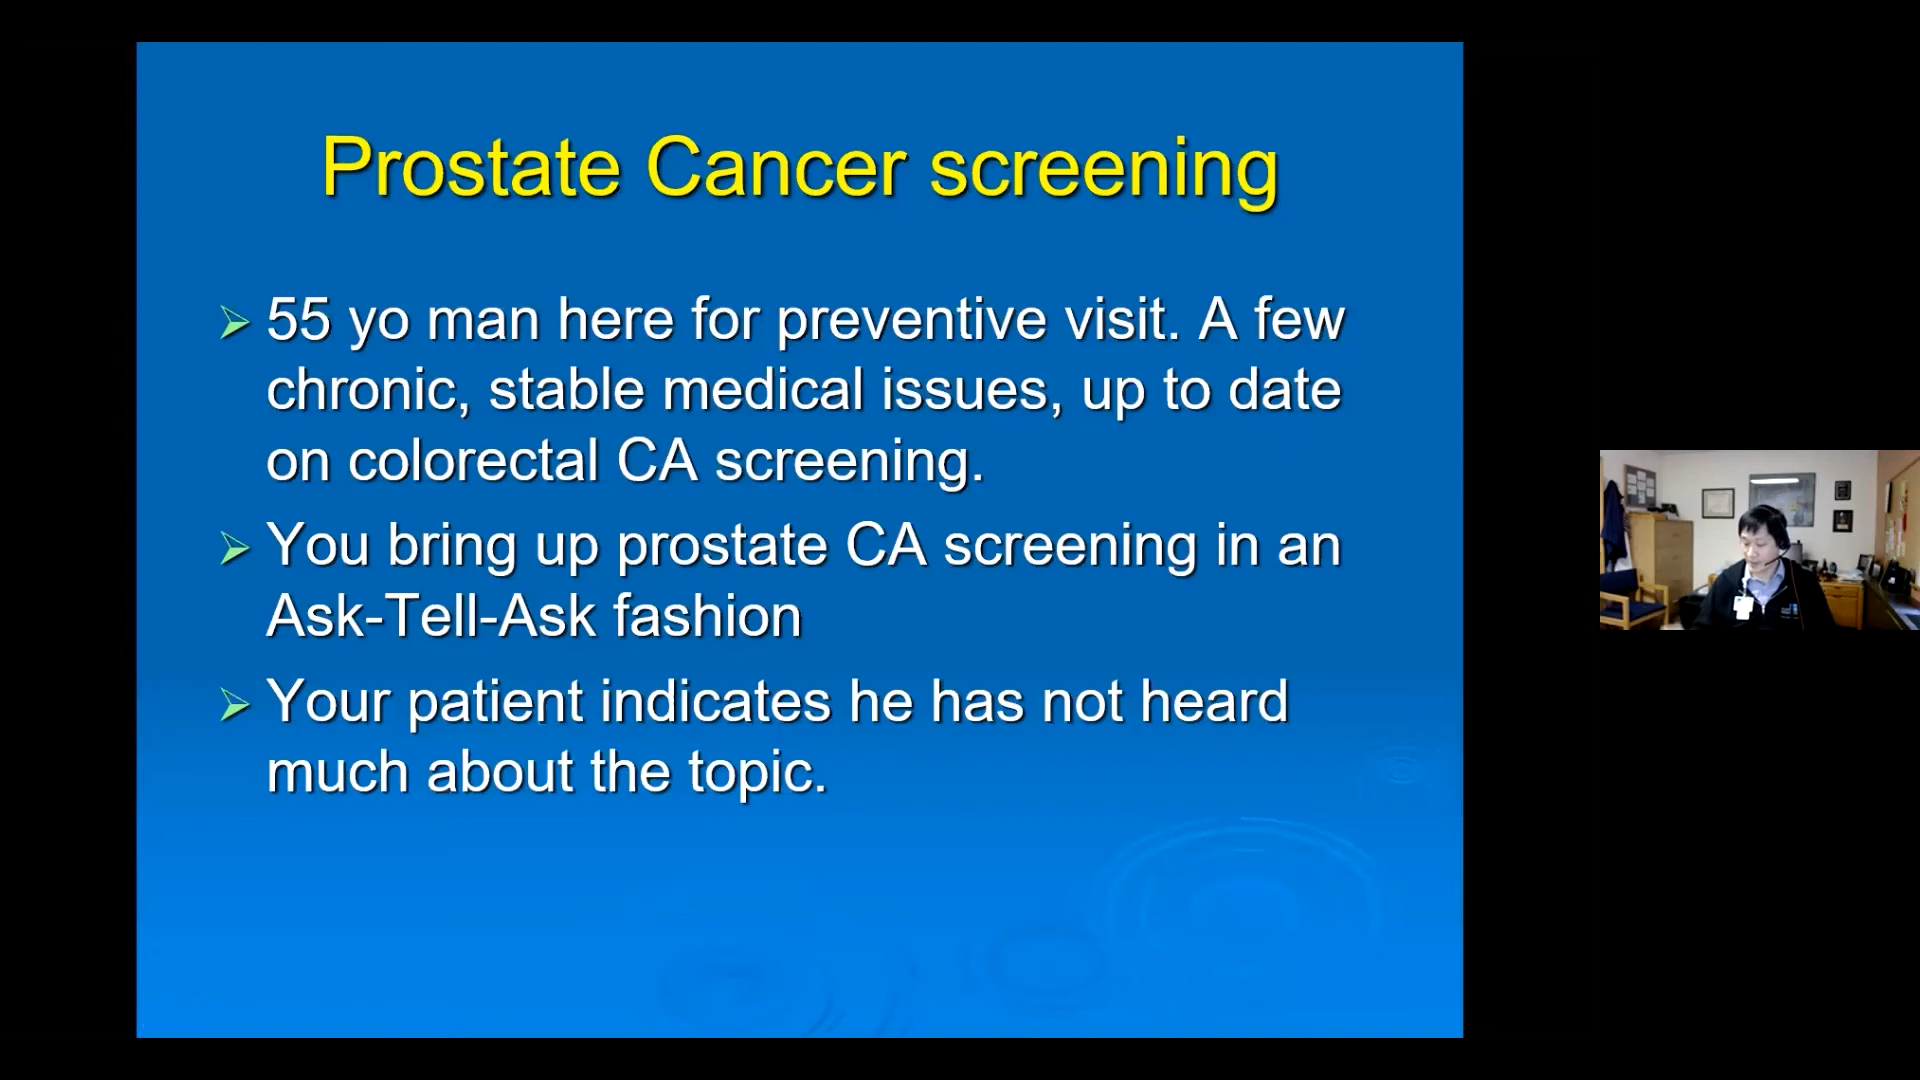 Prostate Cancer screening
55 yo man here for preventive visit. A few
chronic, stable medical issues, up to date
on colorectal CA screening.
You bring up prostate CA screening in an
Ask-Tell-Ask fashion
Your patient indicates he has not heard
much about the topic.